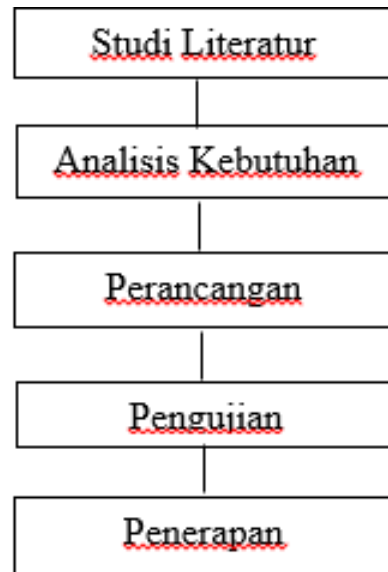 Studi Literatur
Analisis Kebutuhan
Perancangan
Pengujian
Penerapan